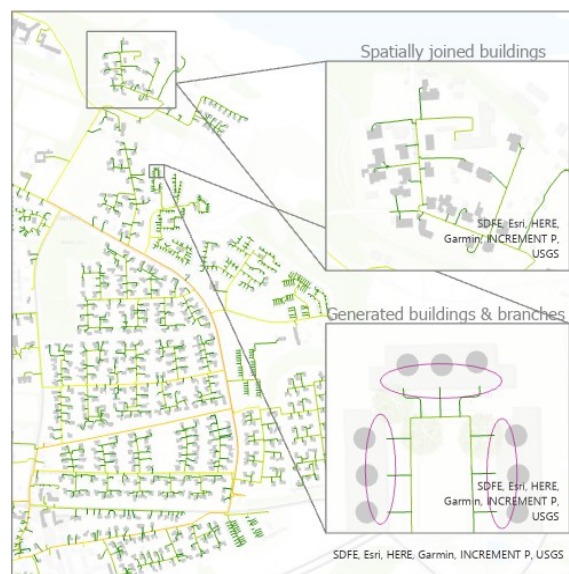 Spatially joined buildings
SDFE, Esri, HERE,
Garmin, INCREMENT P,
USGS
Generated buildings & branches
SDFE, Esri, HERE,
Garmin, INCREMENT P,
USGS
SDFE, Esri, HERE, Garmin, INCREMENT P, USGS